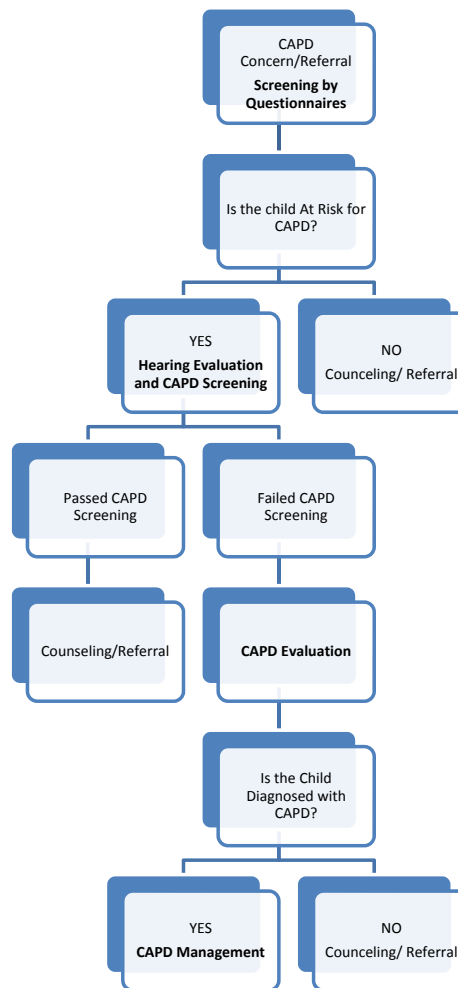 CAPD
Concern/Referral
Screening by
Questionnaires
Is the child At Risk for
CAPD?
YES
Hearing Evaluation
and CAPD Screening
NO
Counceling/ Referral
Passed CAPD
Screening
Failed CAPD
Screening
Counseling/Referral
CAPD Evaluation
Is the Child
Diagnosed with
CAPD?
YES
CAPD Management
NO
Counceling/ Referral